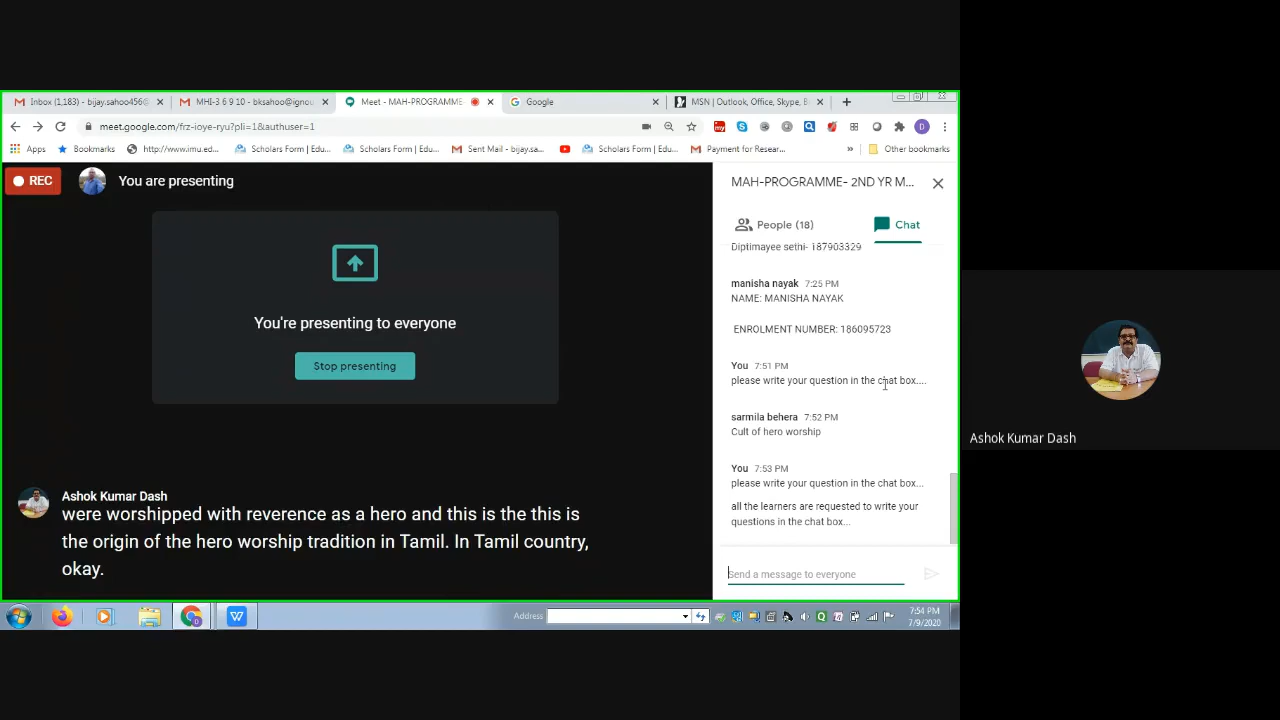 Inbox (1,183) - bijay.sahoo456@
MHI-3 6 9 10 - bksahoo@ignou
Meet - MAH-PROGRAMME
Google
MSN | Outlook, Office, Skype, B
meet.google.com/frz-ioye-ryu?pli=1&authuser=1
Apps
Bookmarks
http://www.imu.ed...
Scholars Form | Edu...
Scholars Form | Edu...
Sent Mail - bijay.sa...
Scholars Form | Edu...
Payment for Resear...
»
Other bookmarks
REC
You are presenting
MAH-PROGRAMME- 2ND YR M...
People (18)
Chat
Diptimayee sethi- 187903329
manisha nayak 7:25 PM
NAME: MANISHA NAYAK
ENROLMENT NUMBER: 186095723
You 7:51 PM
please write your question in the chat box....
sarmila behera 7:52 PM
Cult of hero worship
You 7:53 PM
please write your question in the chat box...
all the learners are requested to write your
questions in the chat box...
Send a message to everyone
You're presenting to everyone
Stop presenting
Ashok Kumar Dash
were worshipped with reverence as a hero and this is the this is
the origin of the hero worship tradition in Tamil. In Tamil country,
okay.
Ashok Kumar Dash
Address
7:54 PM
7/9/2020